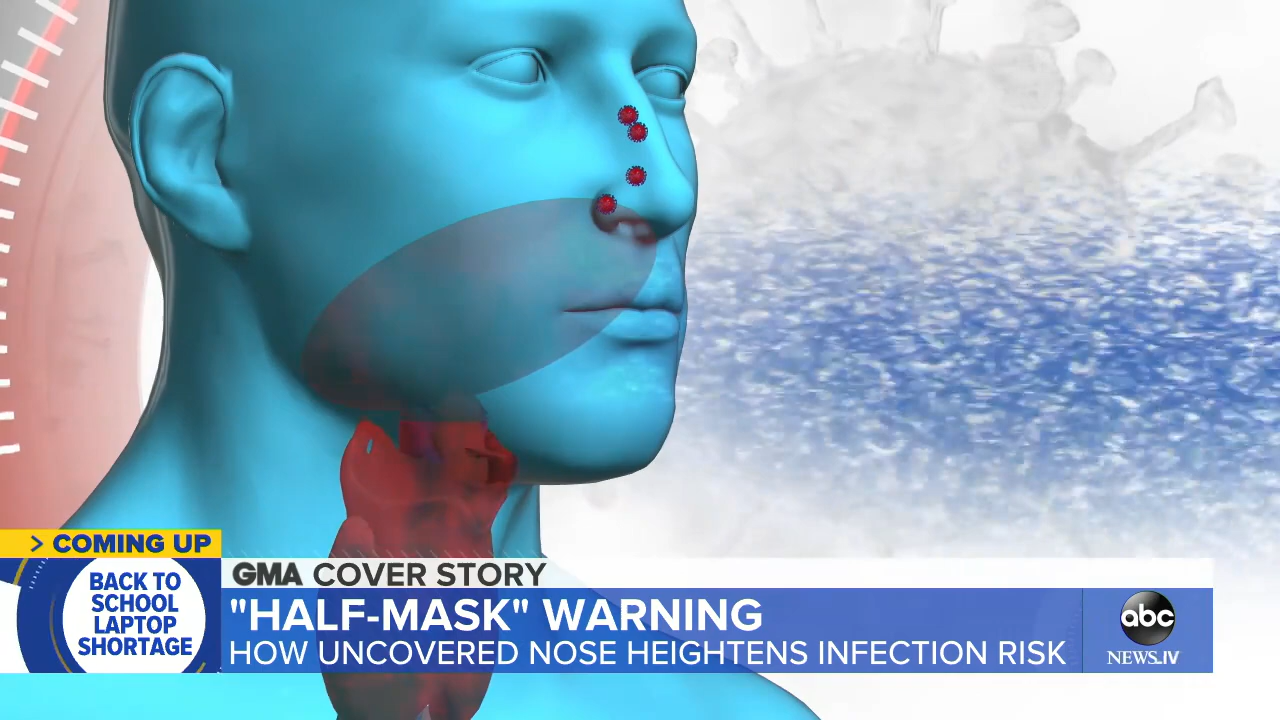 > COMING UP
BACK TO
SCHOOL
LAPTOP
SHORTAGE
GMA COVER STORY
"HALF-MASK" WARNING
HOW UNCOVERED NOSE HEIGHTENS INFECTION RISK
abc
NEWS LIV